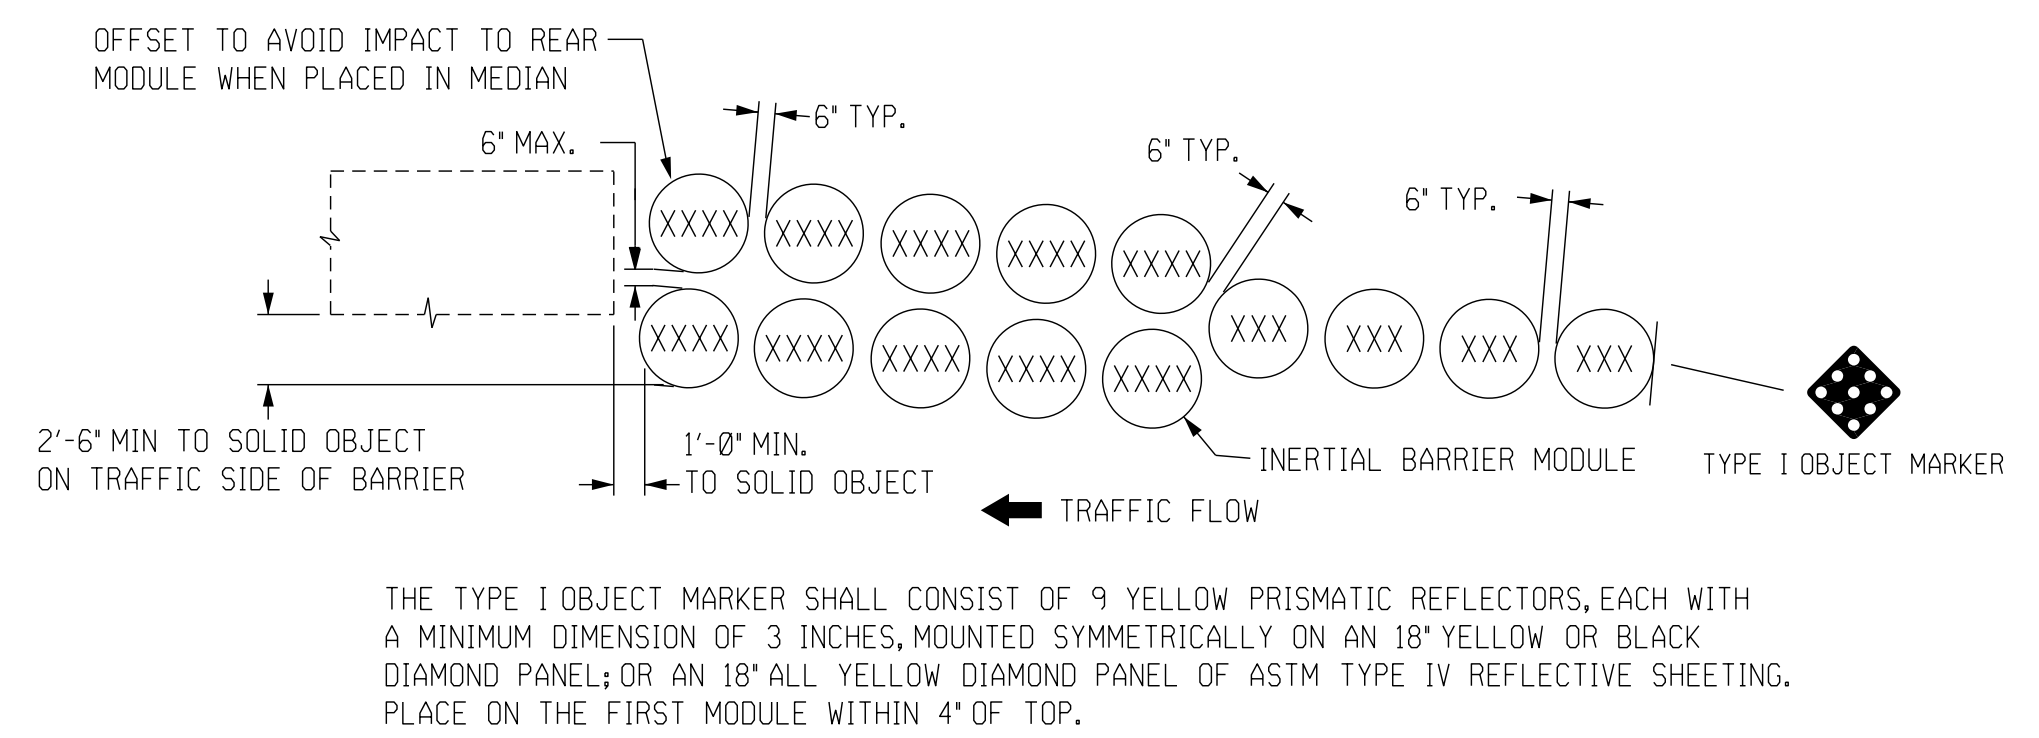 OFFSET TO AVOID IMPACT TO REAR
MODULE WHEN PLACED IN MEDIAN
6" MAX.
6" TYP.
6" TYP.
6" TYP.
XXXX
XXXX
XXXX
XXXX
XXXX
XXXX
XXXX
XXXX
XXXX
XXXX
XXX
XXX
XXX
XXX
2'-6" MIN TO SOLID OBJECT
ON TRAFFIC SIDE OF BARRIER
1'-0" MIN.
TO SOLID OBJECT
INERTIAL BARRIER MODULE
TYPE I OBJECT MARKER
TRAFFIC FLOW
THE TYPE I OBJECT MARKER SHALL CONSIST OF 9 YELLOW PRISMATIC REFLECTORS, EACH WITH
A MINIMUM DIMENSION OF 3 INCHES, MOUNTED SYMMETRICALLY ON AN 18" YELLOW OR BLACK
DIAMOND PANEL; OR AN 18" ALL YELLOW DIAMOND PANEL OF ASTM TYPE IV REFLECTIVE SHEETING.
PLACE ON THE FIRST MODULE WITHIN 4" OF TOP.